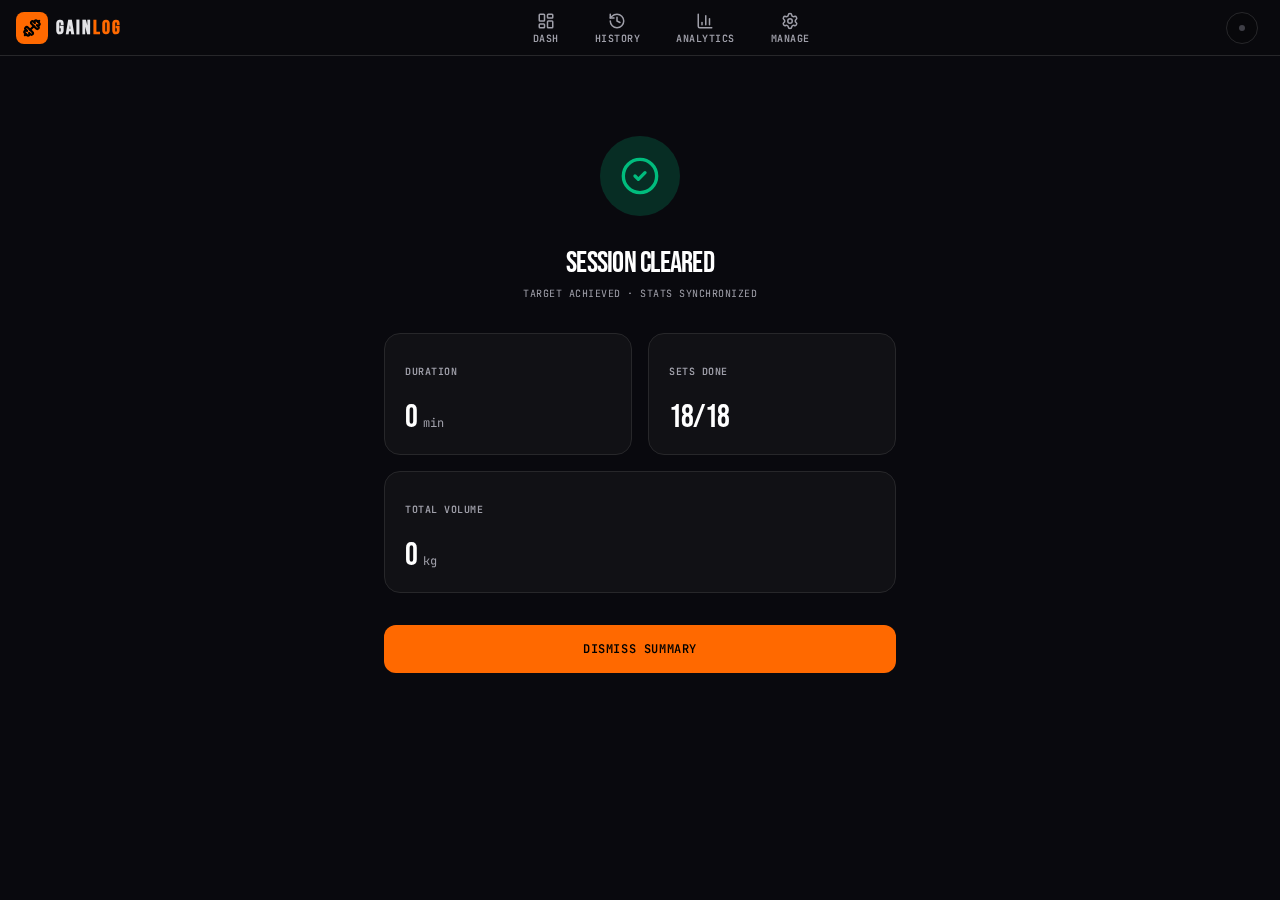 GAINLOG
DASH
HISTORY
ANALYTICS
MANAGE
SESSION CLEARED
TARGET ACHIEVED · STATS SYNCHRONIZED
DURATION
0 min
SETS DONE
18/18
TOTAL VOLUME
0 kg
DISMISS SUMMARY